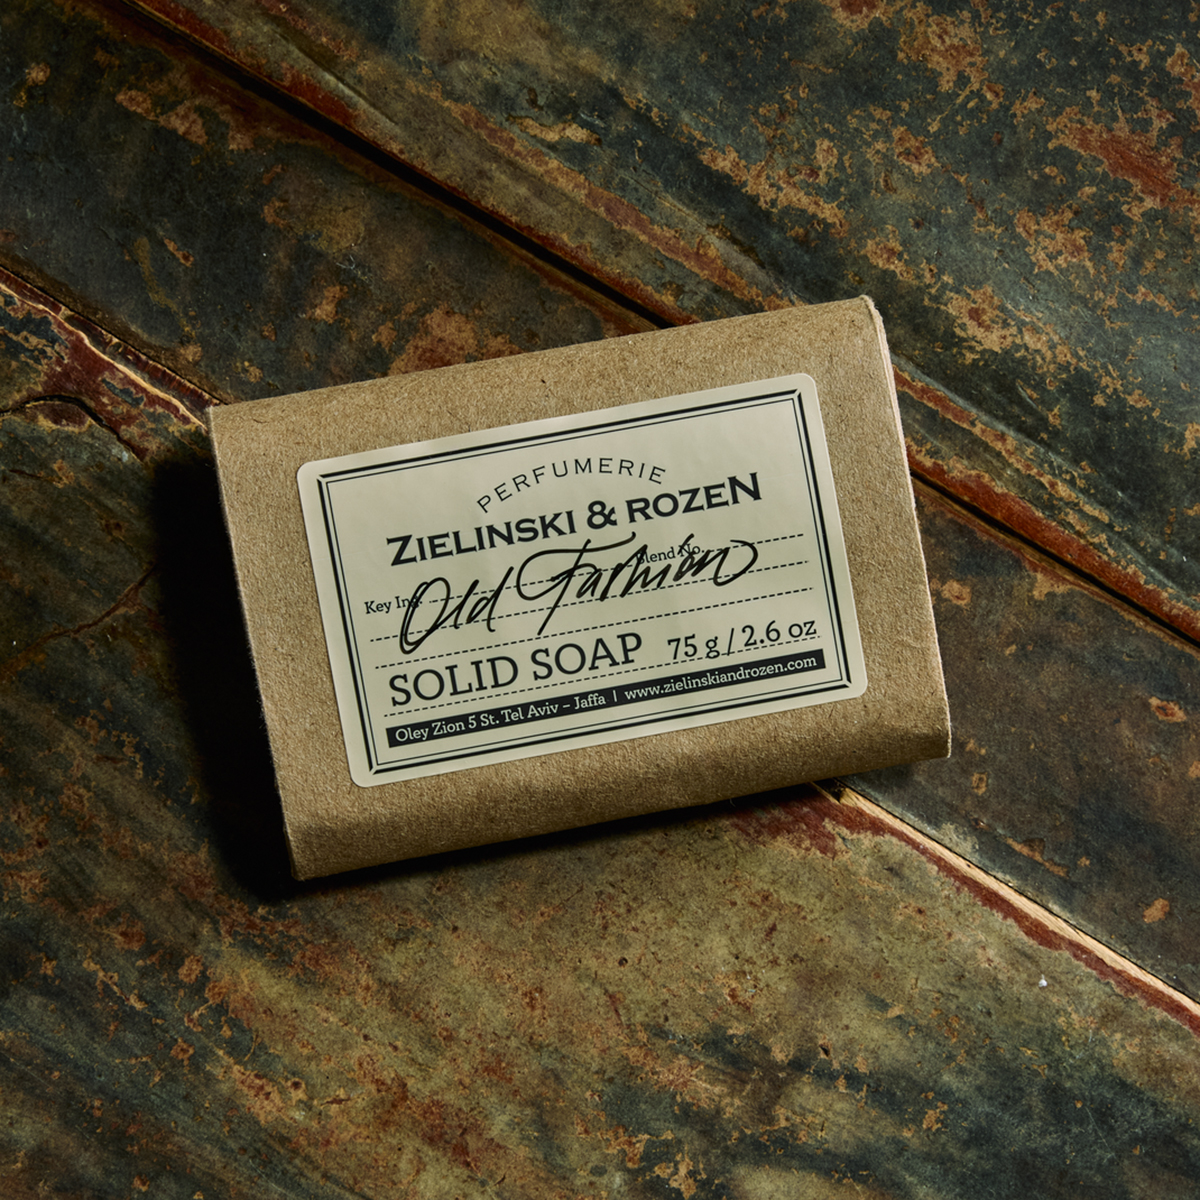 PERFUMERIE
ZIELINSKI & ROZEN
Blend No.
Key Ing.
Old Fashion
SOLID SOAP 75 g / 2.6 oz
Oley Zion 5 St. Tel Aviv – Jaffa | www.zielinskiandrozen.com